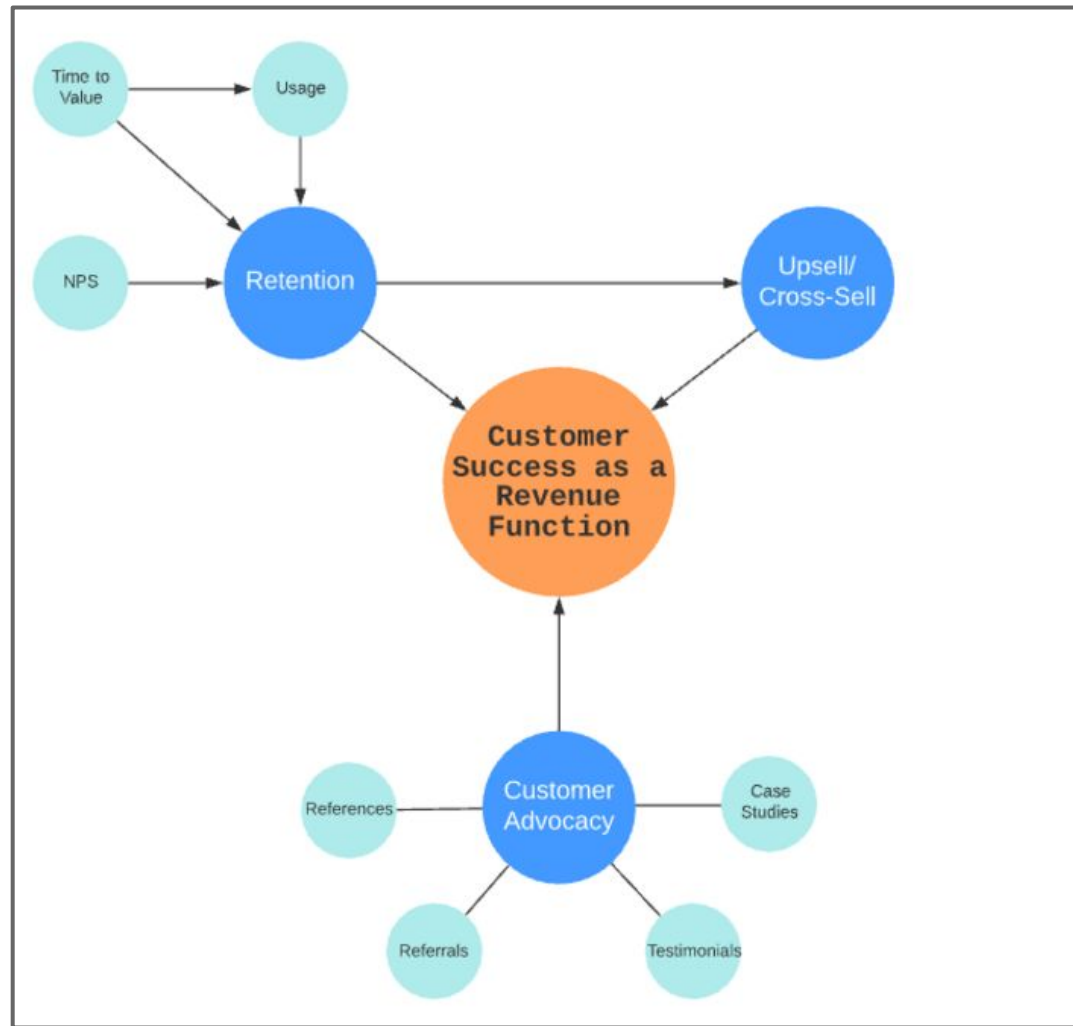 Time to
Value
Usage
NPS
Retention
Upsell/
Cross-Sell
Customer
Success as a
Revenue
Function
Customer
Advocacy
References
Case
Studies
Referrals
Testimonials